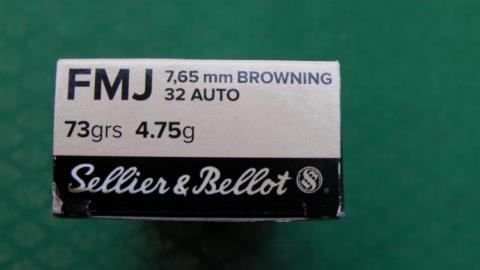 FMJ 7,65 mm BROWNING
32 AUTO
73grs 4.75g
Sellier & Bellot